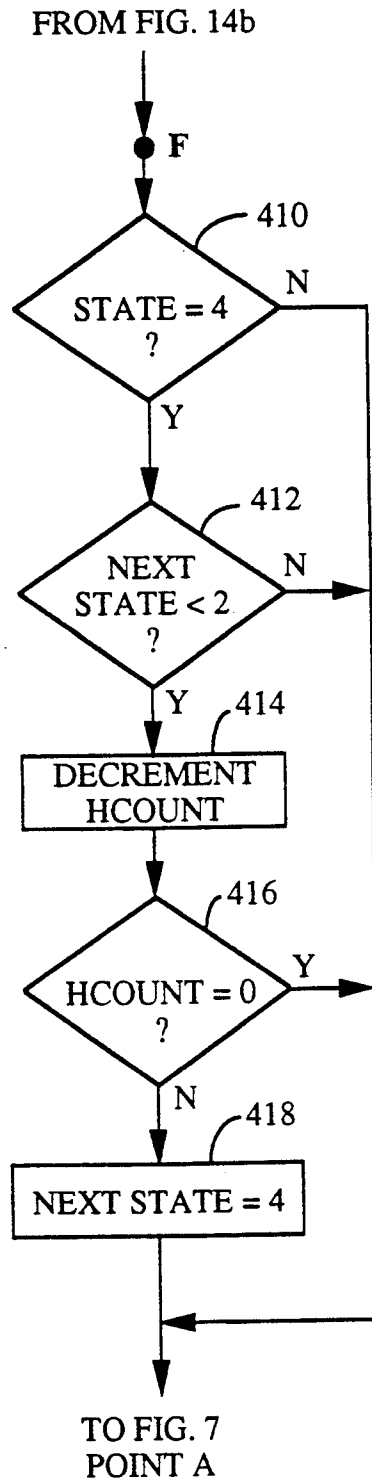 FROM FIG. 14b
F
410
STATE = 4
?
N
Y
412
NEXT
STATE < 2
?
N
Y
414
DECREMENT
HCOUNT
416
HCOUNT = 0
?
Y
N
418
NEXT STATE = 4
TO FIG. 7
POINT A